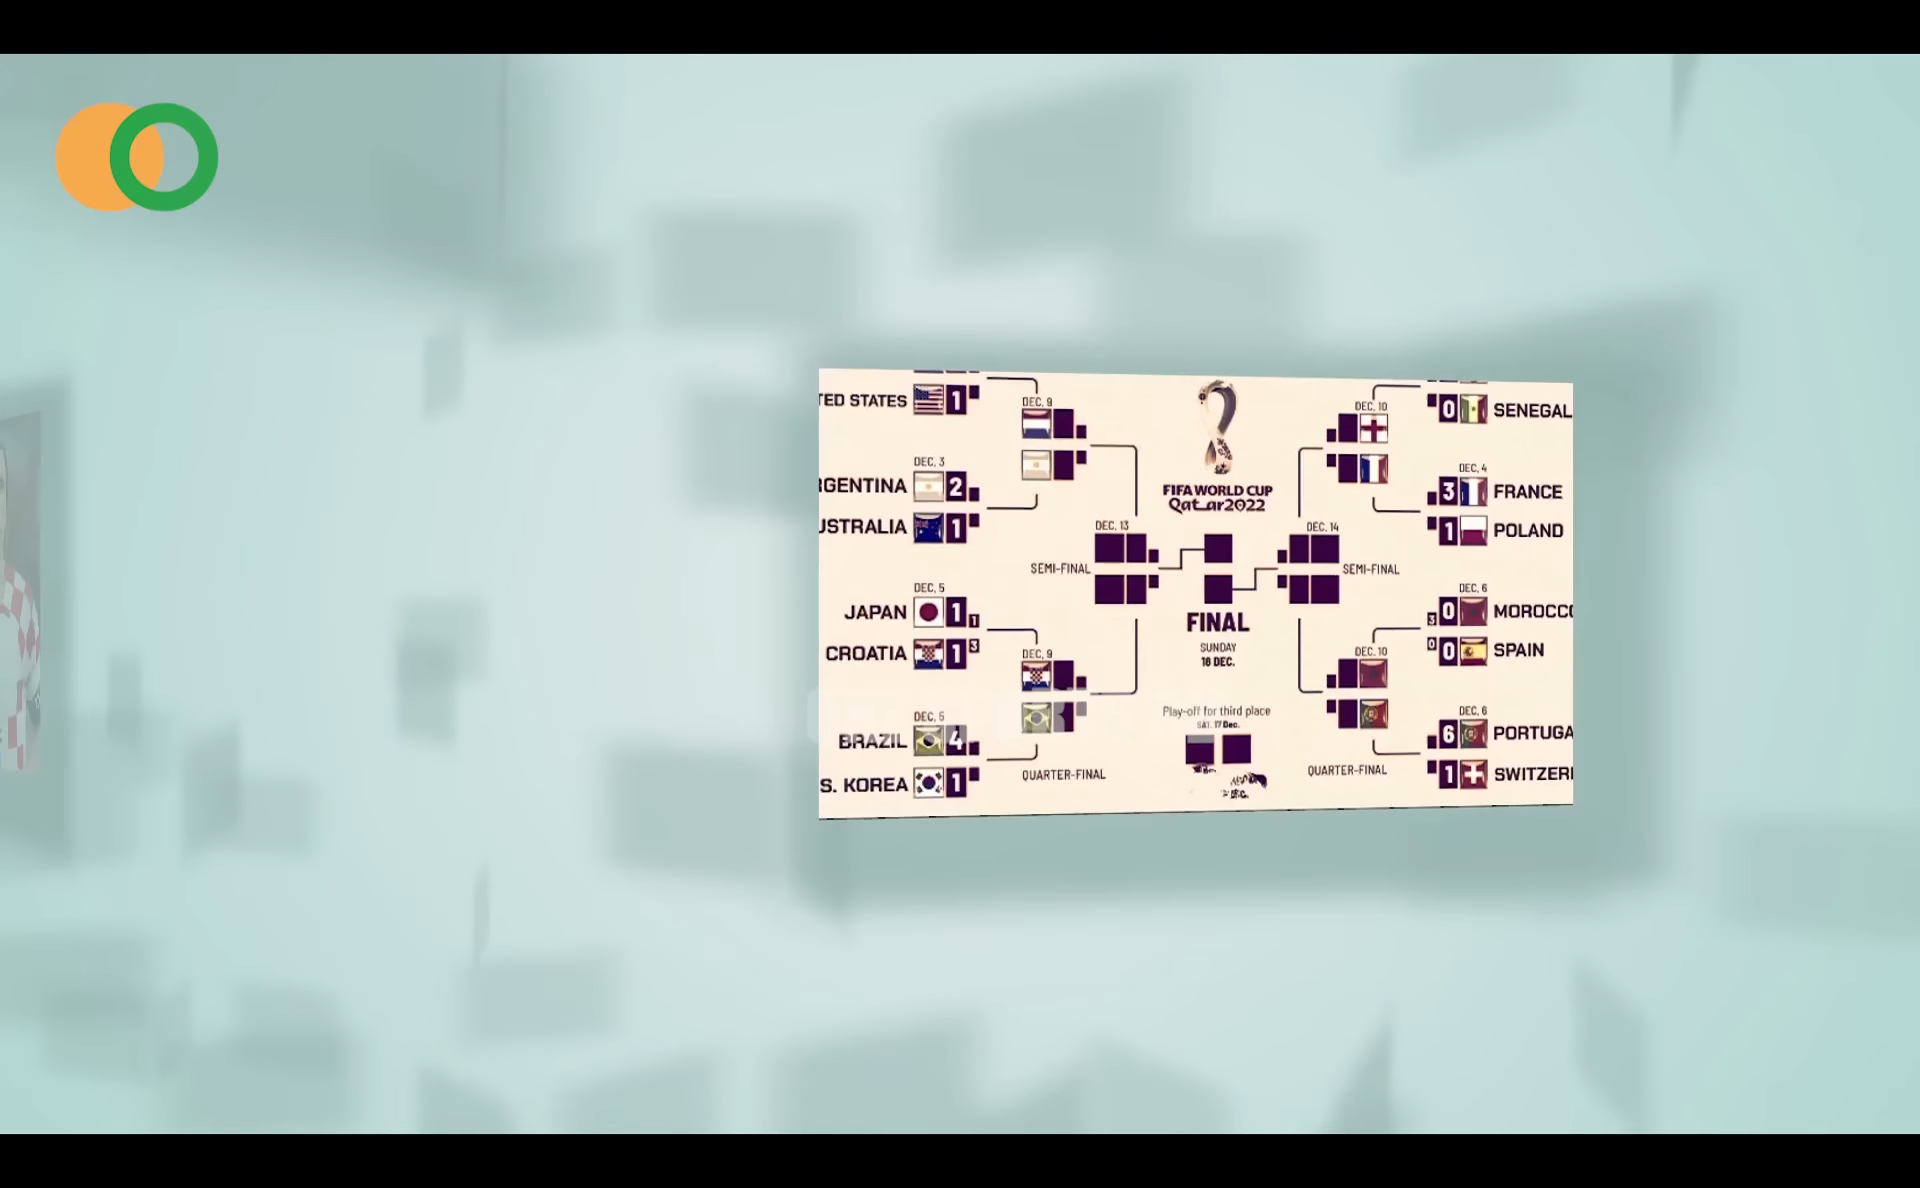 TED STATES 1
DEC. 9
DEC. 3
RGENTINA 2
USTRALIA 1
DEC. 5
JAPAN 1 1
CROATIA 1 3
DEC. 9
DEC. 5
BRAZIL 4
S. KOREA 1
QUARTER-FINAL
DEC. 13
SEMI-FINAL
FIFA WORLD CUP
Qatar2022
FINAL
SUNDAY
18 DEC.
Play-off for third place
SAT. 17 Dec.
DEC. 14
SEMI-FINAL
DEC. 10
0 SENEGAL
DEC. 4
3 FRANCE
1 POLAND
DEC. 6
3 0 MOROCCO
0 0 SPAIN
DEC. 10
DEC. 6
6 PORTUGA
1 SWITZERL
QUARTER-FINAL